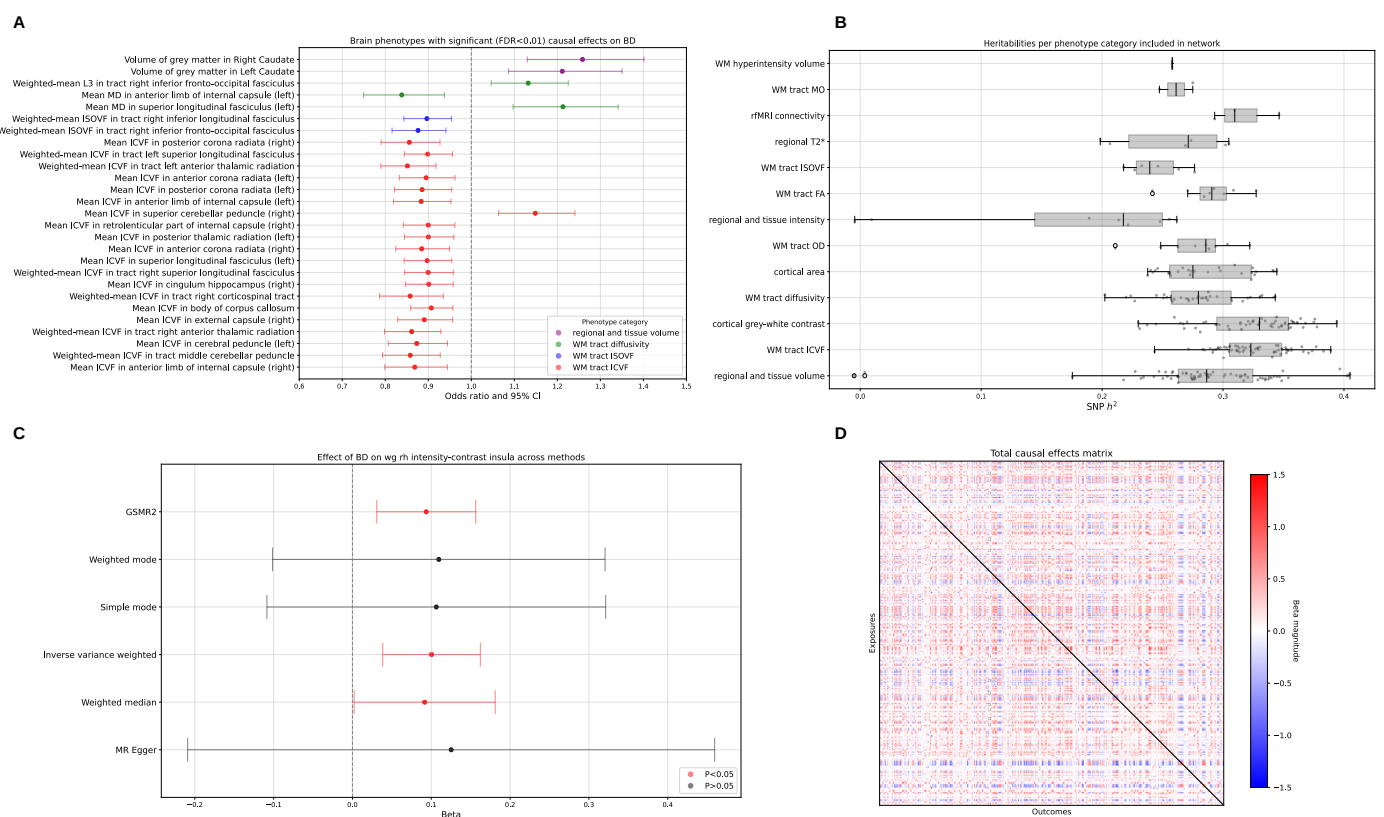 A
Brain phenotypes with significant (FDR<0.01) causal effects on BD
Volume of grey matter in Right Caudate
Volume of grey matter in Left Caudate
Weighted-mean L3 in tract right inferior fronto-occipital fasciculus
Mean MD in anterior limb of internal capsule (left)
Mean MD in superior longitudinal fasciculus (left)
Weighted-mean ISOVF in tract right inferior longitudinal fasciculus
Weighted-mean ISOVF in tract right inferior fronto-occipital fasciculus
Mean ICVF in posterior corona radiata (right)
Weighted-mean ICVF in tract left superior longitudinal fasciculus
Weighted-mean ICVF in tract left anterior thalamic radiation
Mean ICVF in anterior corona radiata (left)
Mean ICVF in posterior corona radiata (left)
Mean ICVF in anterior limb of internal capsule (left)
Mean ICVF in superior cerebellar peduncle (right)
Mean ICVF in retrolenticular part of internal capsule (right)
Mean ICVF in posterior thalamic radiation (left)
Mean ICVF in anterior corona radiata (right)
Mean ICVF in superior longitudinal fasciculus (left)
Weighted-mean ICVF in tract right superior longitudinal fasciculus
Mean ICVF in cingulum hippocampus (right)
Weighted-mean ICVF in tract right corticospinal tract
Mean ICVF in body of corpus callosum
Mean ICVF in external capsule (right)
Weighted-mean ICVF in tract right anterior thalamic radiation
Mean ICVF in cerebral peduncle (left)
Weighted-mean ICVF in tract middle cerebellar peduncle
Mean ICVF in anterior limb of internal capsule (right)
Phenotype category
regional and tissue volume
WM tract diffusivity
WM tract ISOVF
WM tract ICVF
0.6 0.7 0.8 0.9 1.0 1.1 1.2 1.3 1.4 1.5
Odds ratio and 95% CI
B
Heritabilities per phenotype category included in network
WM hyperintensity volume
WM tract MO
rfMRI connectivity
regional T2*
WM tract ISOVF
WM tract FA
regional and tissue intensity
WM tract OD
cortical area
WM tract diffusivity
cortical grey-white contrast
WM tract ICVF
regional and tissue volume
0.0 0.1 0.2 0.3 0.4
SNP h²
C
Effect of BD on wg rh intensity-contrast insula across methods
GSMR2
Weighted mode
Simple mode
Inverse variance weighted
Weighted median
MR Egger
P<0.05
P>0.05
−0.2 −0.1 0.0 0.1 0.2 0.3 0.4
Beta
D
Total causal effects matrix
Exposures
Outcomes
1.5
1.0
0.5
0.0
−0.5
−1.0
−1.5
Beta magnitude